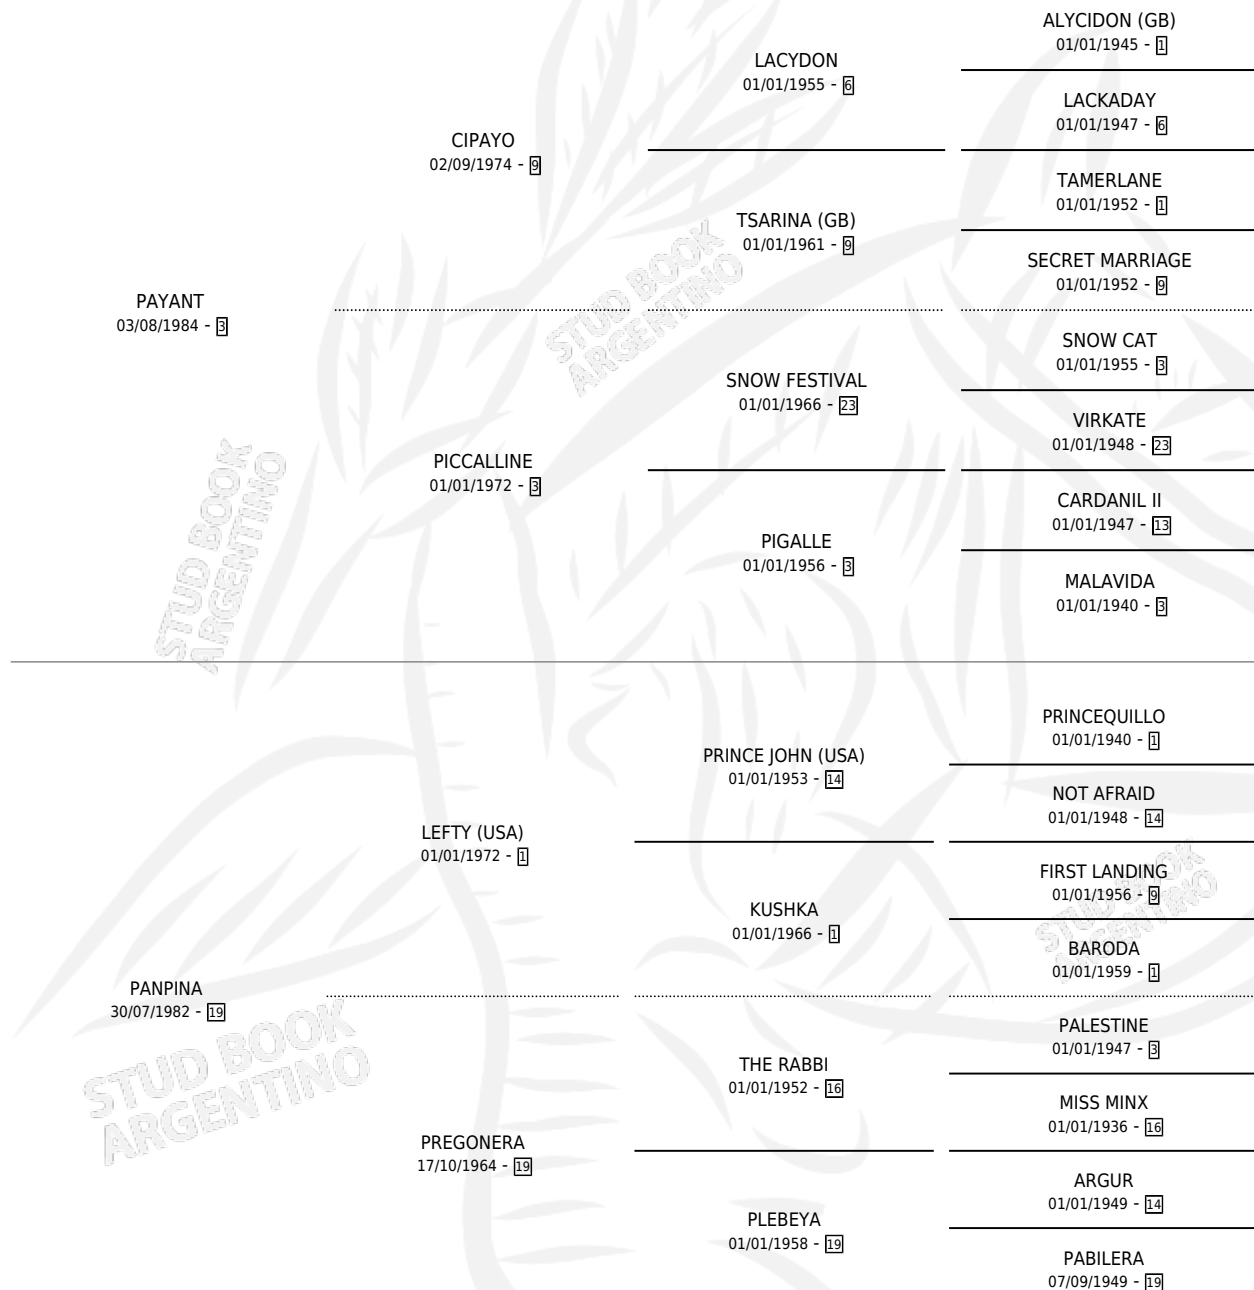 ALYCIDON (GB)
01/01/1945 - 1
LACYDON
01/01/1955 - 6
LACKADAY
01/01/1947 - 6
CIPAYO
02/09/1974 - 9
TAMERLANE
01/01/1952 - 1
TSARINA (GB)
01/01/1961 - 9
SECRET MARRIAGE
01/01/1952 - 9
PAYANT
03/08/1984 - 3
SNOW CAT
01/01/1955 - 3
SNOW FESTIVAL
01/01/1966 - 23
VIRKATE
01/01/1948 - 23
PICCALLINE
01/01/1972 - 3
CARDANIL II
01/01/1947 - 13
PIGALLE
01/01/1956 - 3
MALAVIDA
01/01/1940 - 3
PRINCEQUILLO
01/01/1940 - 1
PRINCE JOHN (USA)
01/01/1953 - 14
NOT AFRAID
01/01/1948 - 14
LEFTY (USA)
01/01/1972 - 1
FIRST LANDING
01/01/1956 - 9
KUSHKA
01/01/1966 - 1
BARODA
01/01/1959 - 1
PANPINA
30/07/1982 - 19
PALESTINE
01/01/1947 - 3
THE RABBI
01/01/1952 - 16
MISS MINX
01/01/1936 - 16
PREGONERA
17/10/1964 - 19
ARGUR
01/01/1949 - 14
PLEBEYA
01/01/1958 - 19
PABILERA
07/09/1949 - 19
STUD BOOK
ARGENTINO
STUD BOOK
ARGENTINO
STUD BOOK
ARGENTINO
STUD BOOK
ARGENTINO